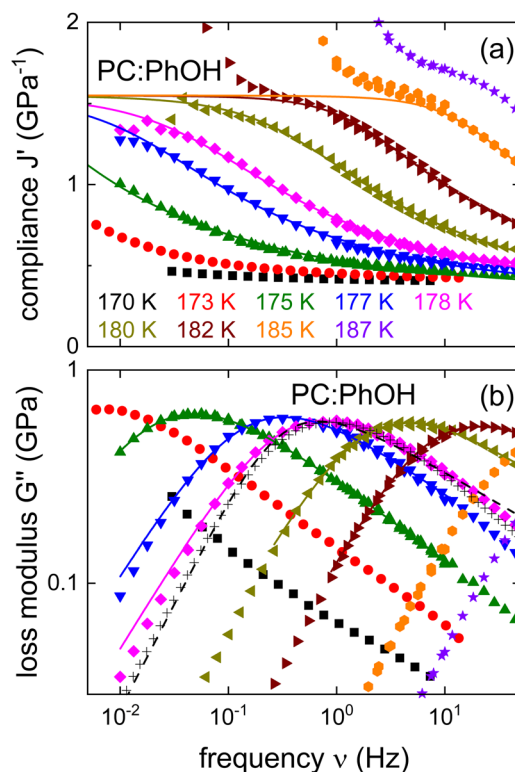 2
(a)
PC:PhOH
compliance J' (GPa⁻¹)
1
170 K 173 K 175 K 177 K 178 K
180 K 182 K 185 K 187 K
0
1
PC:PhOH (b)
loss modulus G'' (GPa)
0.1
10⁻² 10⁻¹ 10⁰ 10¹
frequency ν (Hz)